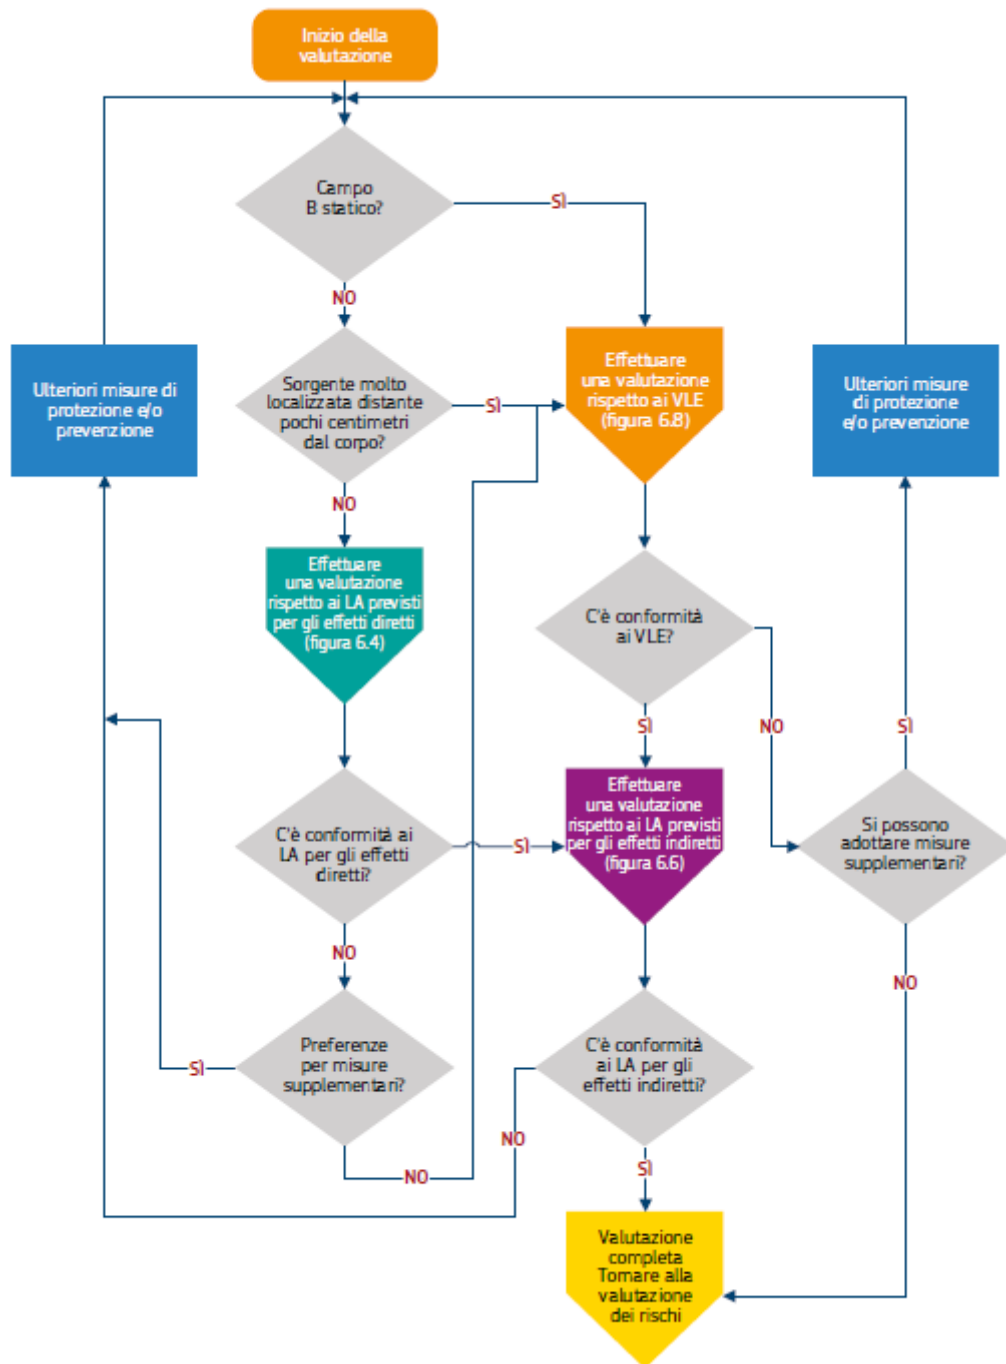 Inizio della
valutazione
Campo
B statico?
SÌ
NO
Ulteriori misure di
protezione e/o
prevenzione
Sorgente molto
localizzata distante
pochi centimetri
dal corpo?
SÌ
Effettuare
una valutazione
rispetto ai VLE
(figura 6.8)
Ulteriori misure
di protezione
e/o prevenzione
NO
Effettuare
una valutazione
rispetto ai LA previsti
per gli effetti diretti
(figura 6.4)
C'è conformità
ai VLE?
SÌ
NO
SÌ
C'è conformità ai
LA per gli effetti
diretti?
SÌ
Effettuare
una valutazione
rispetto ai LA previsti
per gli effetti indiretti
(figura 6.6)
Si possono
adottare misure
supplementari?
NO
NO
Preferenze
per misure
supplementari?
SÌ
C'è conformità
ai LA per gli
effetti indiretti?
NO
NO
SÌ
Valutazione
completa
Tornare alla
valutazione
dei rischi